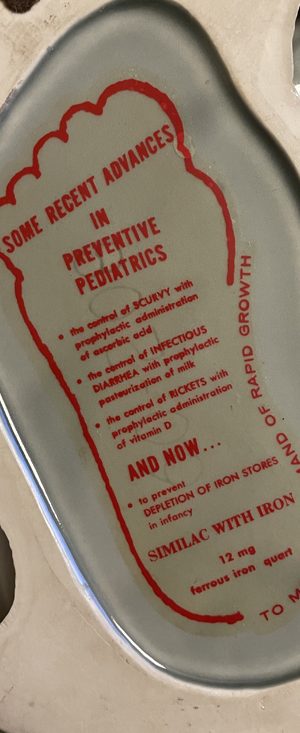 SOME RECENT ADVANCES
IN
PREVENTIVE
PEDIATRICS
• the control of SCURVY with
prophylactic administration
of ascorbic acid
• the control of INFECTIOUS
DIARRHEA with prophylactic
pasteurization of milk
• the control of RICKETS with
prophylactic administration
of vitamin D
AND NOW...
• to prevent
DEPLETION OF IRON STORES
in infancy
SIMILAC WITH IRON
12 mg
ferrous iron quart
TO M
AND OF RAPID GROWTH